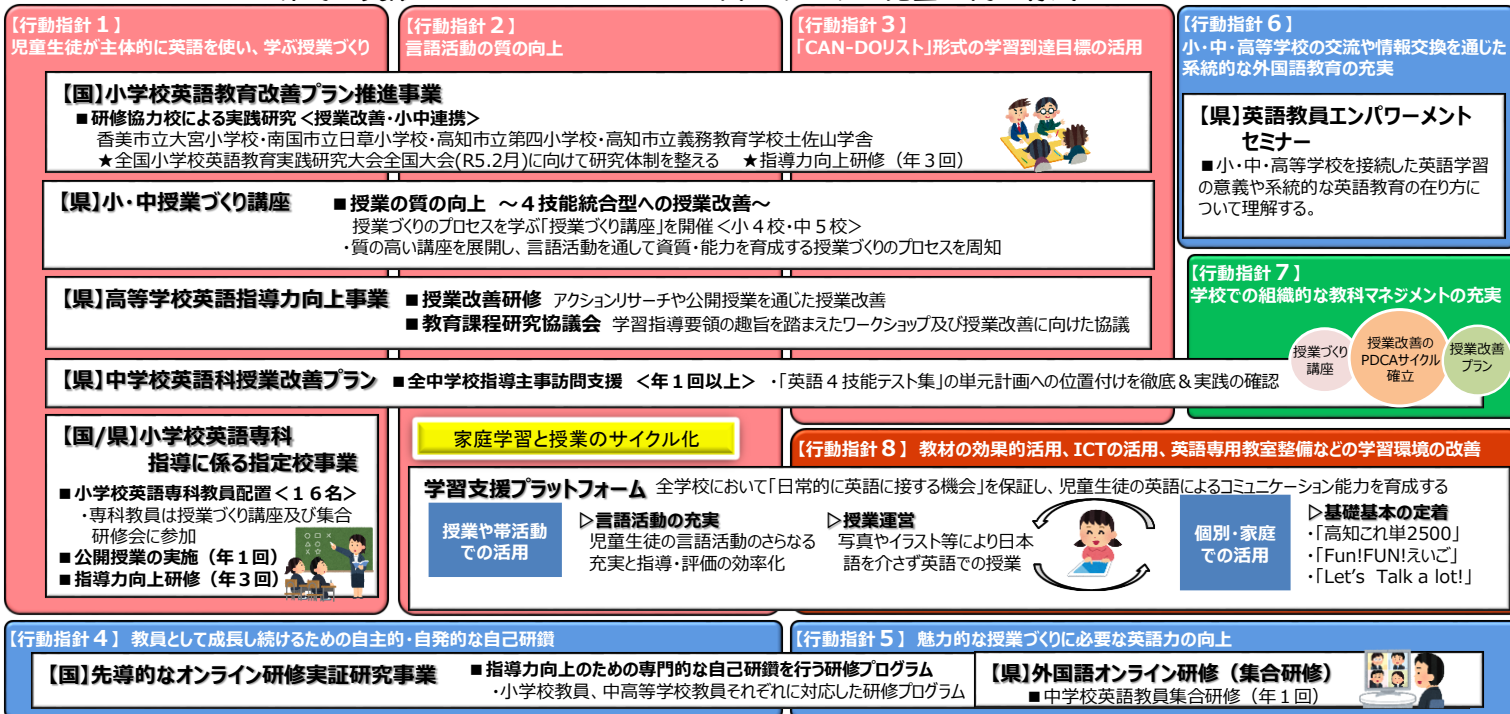 【行動指針１】
児童生徒が主体的に英語を使い、学ぶ授業づくり
【行動指針２】
言語活動の質の向上
【行動指針３】
「CAN-DOリスト」形式の学習到達目標の活用
【行動指針６】
小・中・高等学校の交流や情報交換を通じた
系統的な外国語教育の充実
【国】小学校英語教育改善プラン推進事業
■研修協力校による実践研究＜授業改善・小中連携＞
香美市立大宮小学校・南国市立日章小学校・高知市立第四小学校・高知市立義務教育学校土佐山学舎
★全国小学校英語教育実践研究大会全国大会(R5.2月)に向けて研究体制を整える　★指導力向上研修（年３回）
【県】英語教員エンパワーメント
セミナー
■小・中・高等学校を接続した英語学習
の意義や系統的な英語教育の在り方に
ついて理解する。
【県】小・中授業づくり講座　■授業の質の向上　～４技能統合型への授業改善～
授業づくりのプロセスを学ぶ「授業づくり講座」を開催＜小４校・中５校＞
・質の高い講座を展開し、言語活動を通して資質・能力を育成する授業づくりのプロセスを周知
【県】高等学校英語指導力向上事業　■授業改善研修　アクションリサーチや公開授業を通じた授業改善
■教育課程研究協議会　学習指導要領の趣旨を踏まえたワークショップ及び授業改善に向けた協議
【行動指針７】
学校での組織的な教科マネジメントの充実
授業づくり
講座
授業改善の
PDCAサイクル
確立
授業改善
プラン
【県】中学校英語科授業改善プラン　■全中学校指導主事訪問支援　＜年１回以上＞　・「英語４技能テスト集」の単元計画への位置付けを徹底＆実践の確認
【国/県】小学校英語専科
指導に係る指定校事業
■小学校英語専科教員配置＜１６名＞
・専科教員は授業づくり講座及び集合
研修会に参加
■公開授業の実施（年１回）
■指導力向上研修（年３回）
家庭学習と授業のサイクル化
【行動指針８】教材の効果的活用、ICTの活用、英語専用教室整備などの学習環境の改善
学習支援プラットフォーム　全学校において「日常的に英語に接する機会」を保証し、児童生徒の英語によるコミュニケーション能力を育成する
授業や帯活動
での活用
▷言語活動の充実
児童生徒の言語活動のさらなる
充実と指導・評価の効率化
▷授業運営
写真やイラスト等により日本
語を介さず英語での授業
個別・家庭
での活用
▷基礎基本の定着
・「高知これ単2500」
・「Fun!FUN!えいご」
・「Let's Talk a lot!」
【行動指針４】教員として成長し続けるための自主的・自発的な自己研鑽
【国】先導的なオンライン研修実証研究事業　■指導力向上のための専門的な自己研鑽を行う研修プログラム
・小学校教員、中高等学校教員それぞれに対応した研修プログラム
【行動指針５】魅力的な授業づくりに必要な英語力の向上
【県】外国語オンライン研修（集合研修）
■中学校英語教員集合研修（年１回）